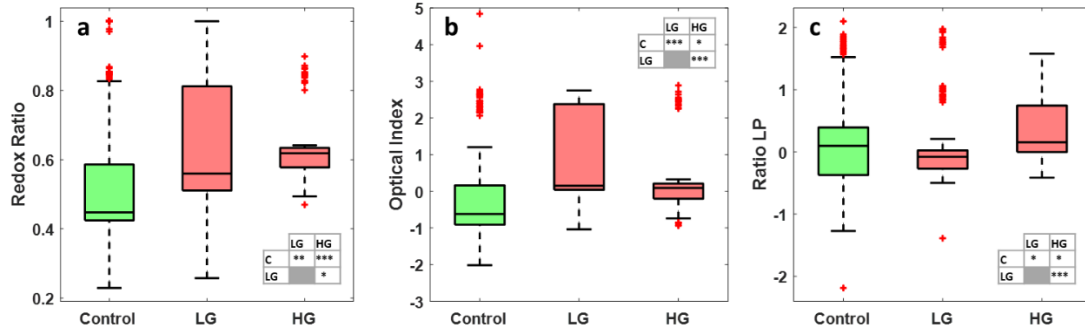 a
Redox Ratio
1
0.8
0.6
0.4
0.2
Control LG HG
LG HG
C ** ***
LG *
b
Optical Index
5
4
3
2
1
0
-1
-2
-3
Control LG HG
LG HG
C *** *
LG ***
c
Ratio LP
2
1
0
-1
-2
Control LG HG
LG HG
C * *
LG ***